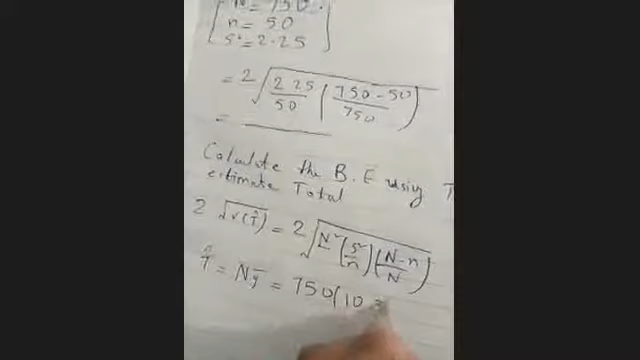 N = 750
n = 50
s² = 2.25
= 2 √ 2.25/50 ( 750 - 50 / 750 )
=
Calculate the B.E using
estimate Total
2 √v(T̂) = 2 √ N² (s²/n) (N-n/N)
T̂ = Nȳ = 750(10